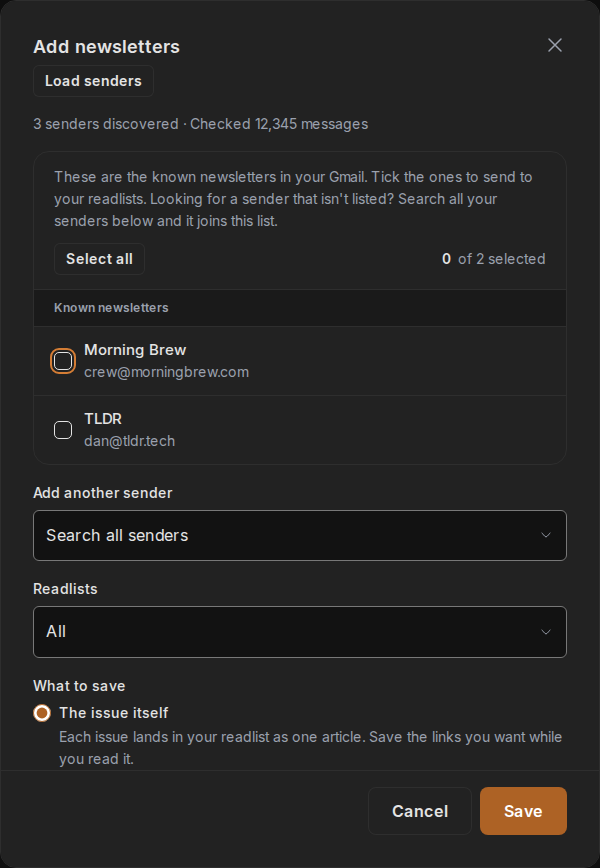 Add newsletters
Load senders
3 senders discovered · Checked 12,345 messages
These are the known newsletters in your Gmail. Tick the ones to send to
your readlists. Looking for a sender that isn't listed? Search all your
senders below and it joins this list.
Select all
0 of 2 selected
Known newsletters
Morning Brew
crew@morningbrew.com
TLDR
dan@tldr.tech
Add another sender
Search all senders
Readlists
All
What to save
The issue itself
Each issue lands in your readlist as one article. Save the links you want while
you read it.
Cancel
Save